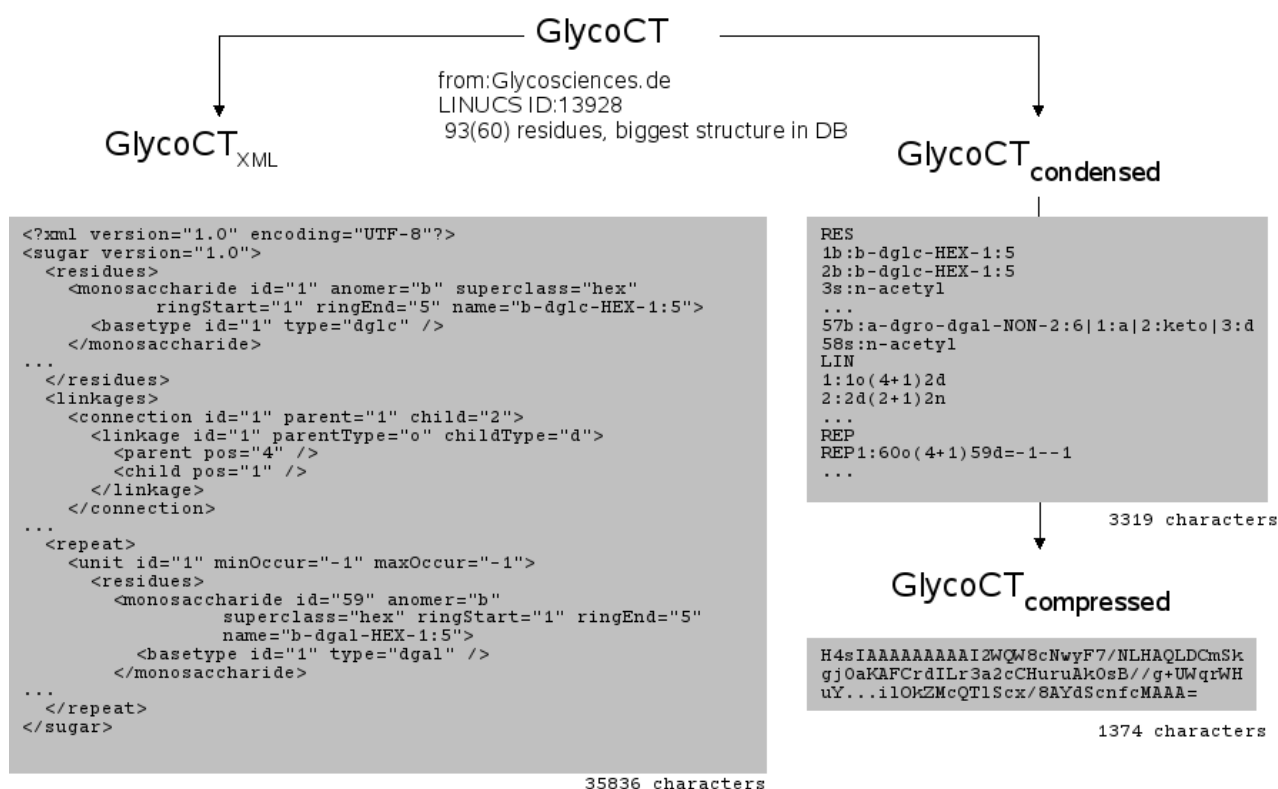 GlycoCT
from:Glycosciences.de
LINUCS ID:13928
93(60) residues, biggest structure in DB
GlycoCT XML
<?xml version="1.0" encoding="UTF-8"?>
<sugar version="1.0">
<residues>
<monosaccharide id="1" anomer="b" superclass="hex"
ringStart="1" ringEnd="5" name="b-dglc-HEX-1:5">
<basetype id="1" type="dglc" />
</monosaccharide>
...
</residues>
<linkages>
<connection id="1" parent="1" child="2">
<linkage id="1" parentType="o" childType="d">
<parent pos="4" />
<child pos="1" />
</linkage>
</connection>
...
<repeat>
<unit id="1" minOccur="-1" maxOccur="-1">
<residues>
<monosaccharide id="59" anomer="b"
superclass="hex" ringStart="1" ringEnd="5"
name="b-dgal-HEX-1:5">
<basetype id="1" type="dgal" />
</monosaccharide>
...
</repeat>
</sugar>
35836 characters
GlycoCT condensed
RES
1b:b-dglc-HEX-1:5
2b:b-dglc-HEX-1:5
3s:n-acetyl
...
57b:a-dgro-dgal-NON-2:6|1:a|2:keto|3:d
58s:n-acetyl
LIN
1:1o(4+1)2d
2:2d(2+1)2n
...
REP
REP1:60o(4+1)59d=-1--1
...
3319 characters
GlycoCT compressed
H4sIAAAAAAAAAI2WQW8cNwyF7/NLHAQLDCmSk
gjOaKAFCrdILr3a2cCHuruAkOsB//g+UWqrWH
uY...ilOkZMcQTlScx/8AYdScnfcMAAA=
1374 characters